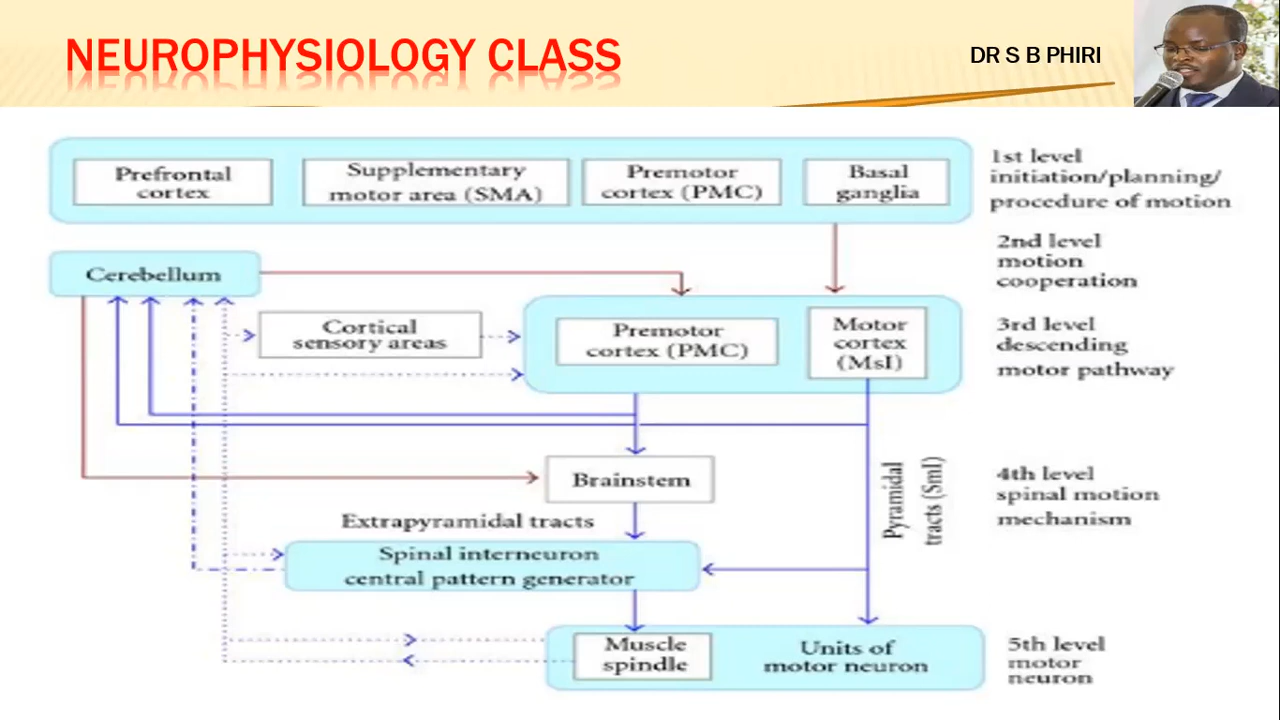 NEUROPHYSIOLOGY CLASS
DR S B PHIRI
Prefrontal
cortex
Supplementary
motor area (SMA)
Premotor
cortex (PMC)
Basal
ganglia
1st level
initiation/planning/
procedure of motion
2nd level
motion
cooperation
Cerebellum
Cortical
sensory areas
Premotor
cortex (PMC)
Motor
cortex
(MsI)
3rd level
descending
motor pathway
Brainstem
Pyramidal
tracts (SmI)
4th level
spinal motion
mechanism
Extrapyramidal tracts
Spinal interneuron
central pattern generator
Muscle
spindle
Units of
motor neuron
5th level
motor
neuron